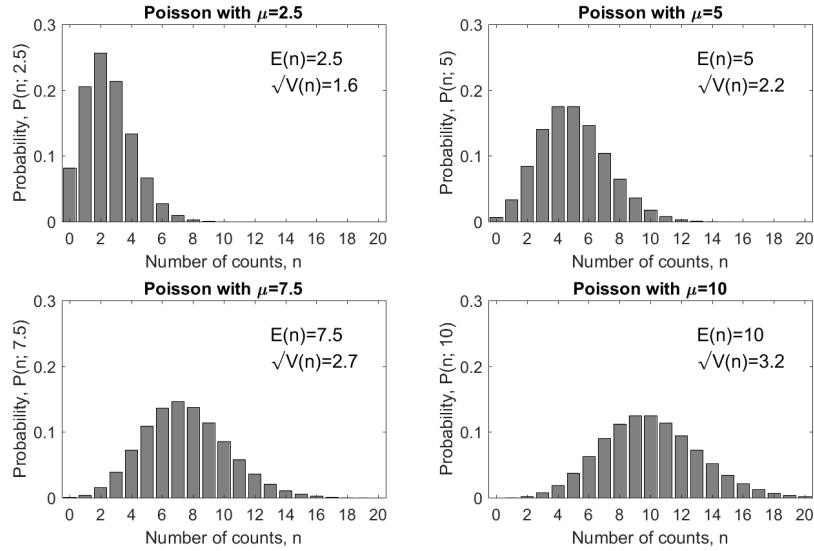 Poisson with μ=2.5
0.3
0.2
0.1
0
Probability, P(n; 2.5)
E(n)=2.5
√V(n)=1.6
0 2 4 6 8 10 12 14 16 18 20
Number of counts, n
Poisson with μ=5
0.3
0.2
0.1
0
Probability, P(n; 5)
E(n)=5
√V(n)=2.2
0 2 4 6 8 10 12 14 16 18 20
Number of counts, n
Poisson with μ=7.5
0.3
0.2
0.1
0
Probability, P(n; 7.5)
E(n)=7.5
√V(n)=2.7
0 2 4 6 8 10 12 14 16 18 20
Number of counts, n
Poisson with μ=10
0.3
0.2
0.1
0
Probability, P(n; 10)
E(n)=10
√V(n)=3.2
0 2 4 6 8 10 12 14 16 18 20
Number of counts, n